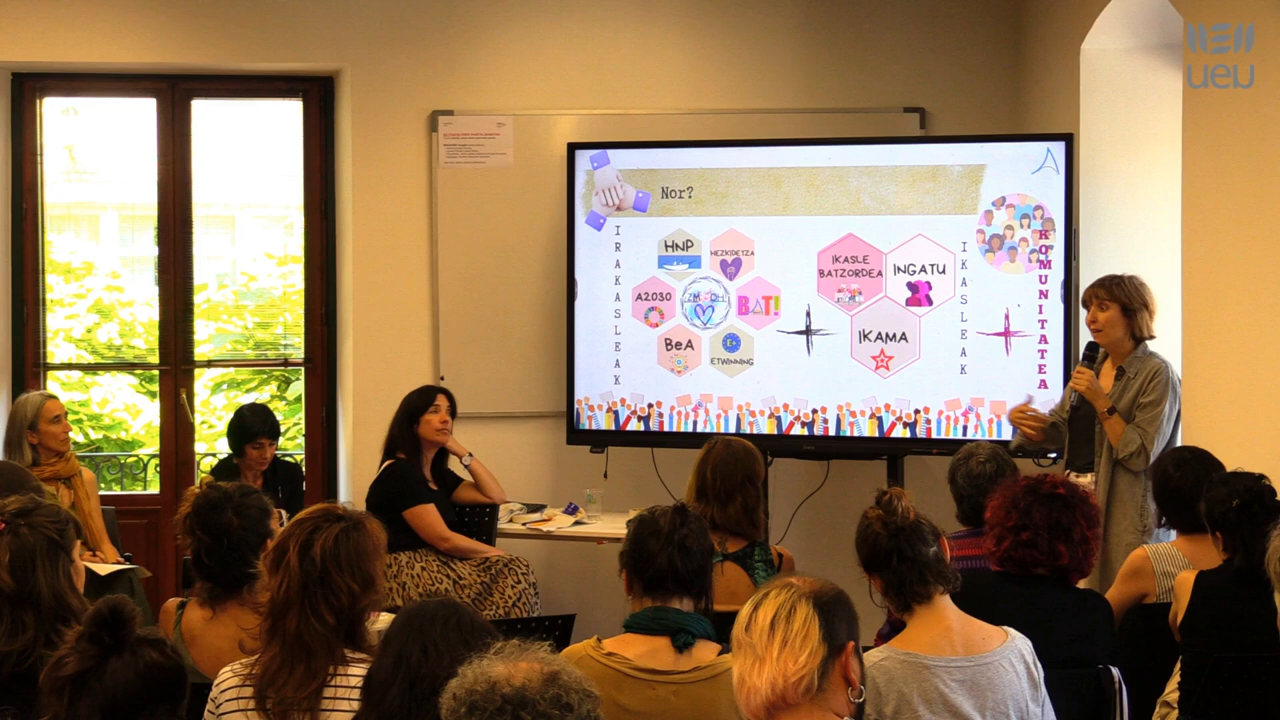 ueu
Nor?
IRAKASLEAK
HNP
HEZKIDETZA
A2030
BAT!
BeA
ETWINNING
IKASLE
BATZORDEA
INGATU
IKAMA
IKASLEAK
KOMUNITATEA